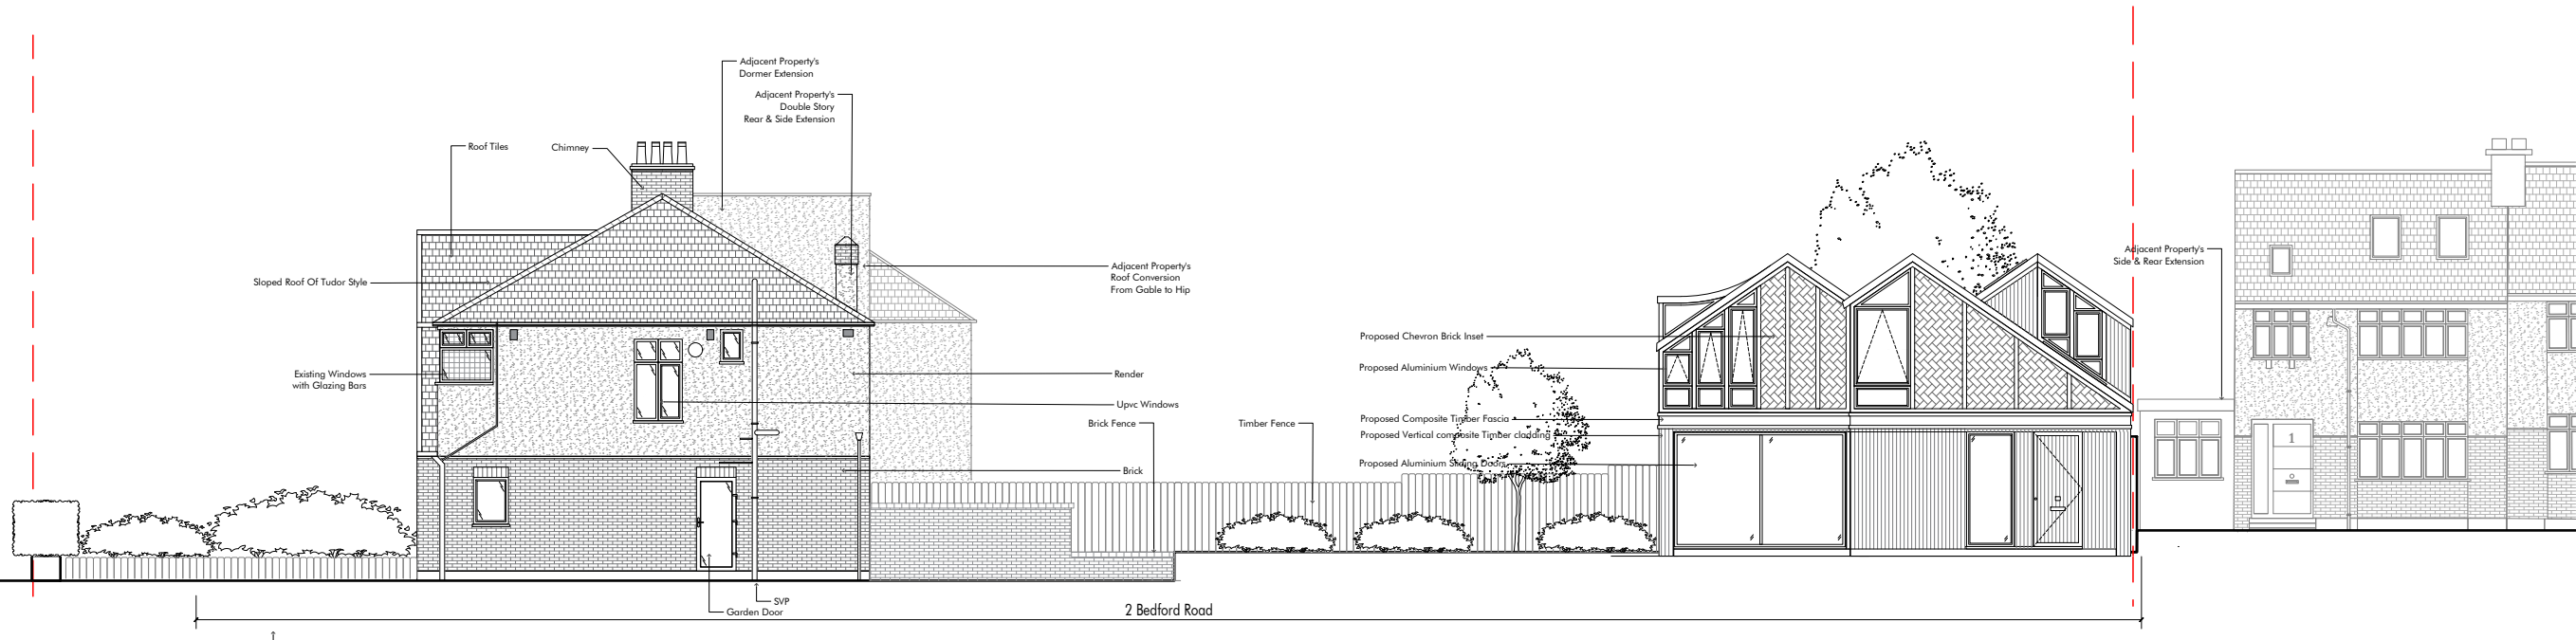 Adjacent Property's
Dormer Extension
Adjacent Property's
Double Story
Rear & Side Extension
Roof Tiles
Chimney
Sloped Roof Of Tudor Style
Adjacent Property's
Roof Conversion
From Gable to Hip
Existing Windows
with Glazing Bars
Render
Upvc Windows
Brick Fence
Timber Fence
Brick
SVP
Garden Door
Proposed Chevron Brick Inset
Proposed Aluminium Windows
Proposed Composite Timber Fascia
Proposed Vertical composite Timber cladding
Proposed Aluminium Sliding Doors
Adjacent Property's
Side & Rear Extension
1
2 Bedford Road